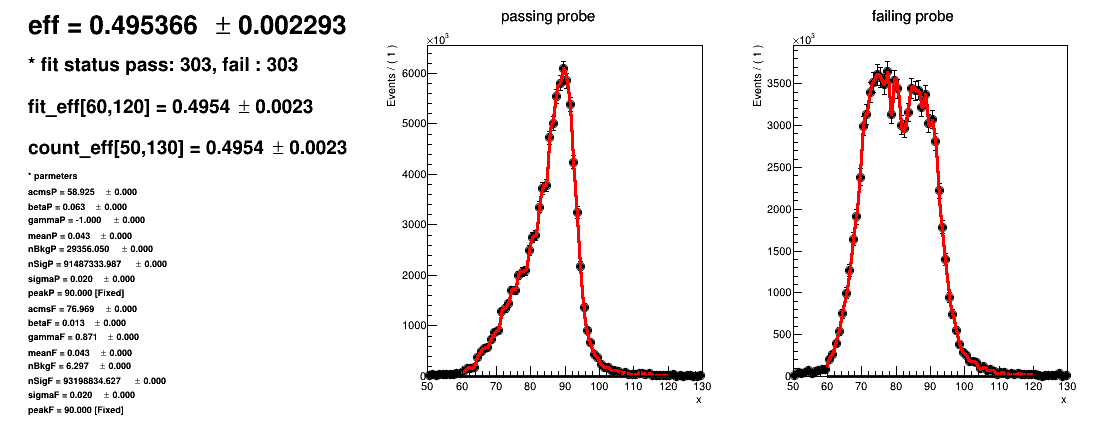 eff = 0.495366 ± 0.002293
* fit status pass: 303, fail : 303
fit_eff[60,120] = 0.4954 ± 0.0023
count_eff[50,130] = 0.4954 ± 0.0023
* parmeters
acmsP = 58.925 ± 0.000
betaP = 0.063 ± 0.000
gammaP = -1.000 ± 0.000
meanP = 0.043 ± 0.000
nBkgP = 29356.050 ± 0.000
nSigP = 91487333.987 ± 0.000
sigmaP = 0.020 ± 0.000
peakP = 90.000 [Fixed]
acmsF = 76.969 ± 0.000
betaF = 0.013 ± 0.000
gammaF = 0.871 ± 0.000
meanF = 0.043 ± 0.000
nBkgF = 6.297 ± 0.000
nSigF = 93198834.627 ± 0.000
sigmaF = 0.020 ± 0.000
peakF = 90.000 [Fixed]
passing probe
×10³
Events / ( 1 )
6000
5000
4000
3000
2000
1000
0
50 60 70 80 90 100 110 120 130
x
failing probe
×10³
Events / ( 1 )
3500
3000
2500
2000
1500
1000
500
0
50 60 70 80 90 100 110 120 130
x